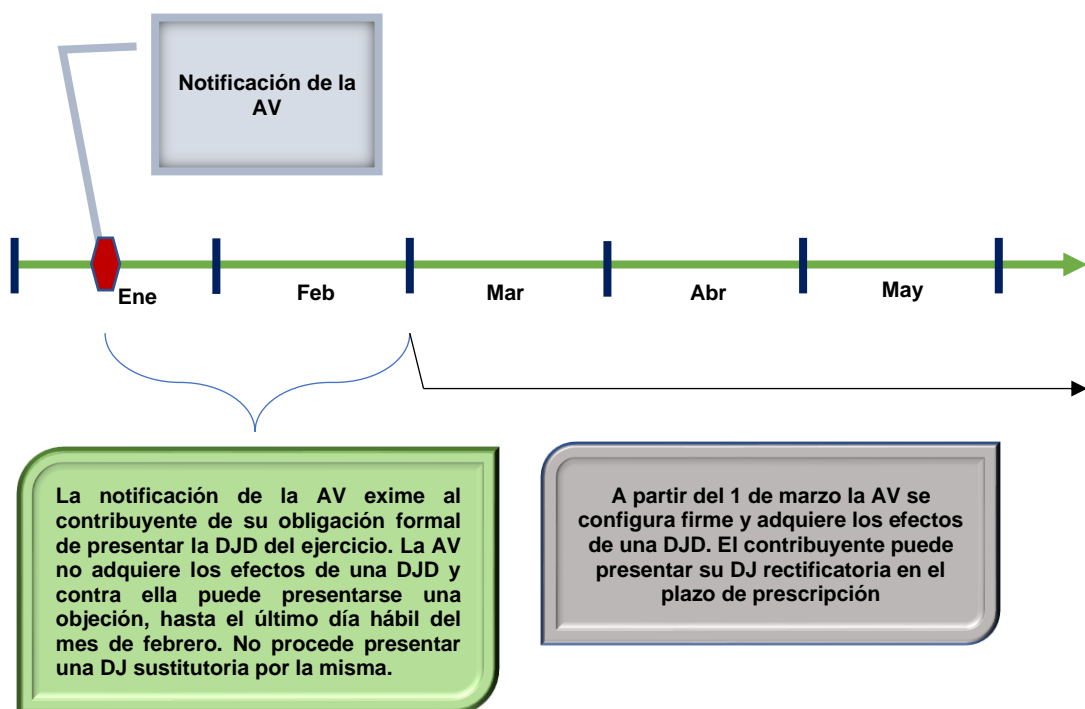 Notificación de la
AV
Ene
Feb
Mar
Abr
May
La notificación de la AV exime al
contribuyente de su obligación formal
de presentar la DJD del ejercicio. La AV
no adquiere los efectos de una DJD y
contra ella puede presentarse una
objeción, hasta el último día hábil del
mes de febrero. No procede presentar
una DJ sustitutoria por la misma.
A partir del 1 de marzo la AV se
configura firme y adquiere los efectos
de una DJD. El contribuyente puede
presentar su DJ rectificatoria en el
plazo de prescripción